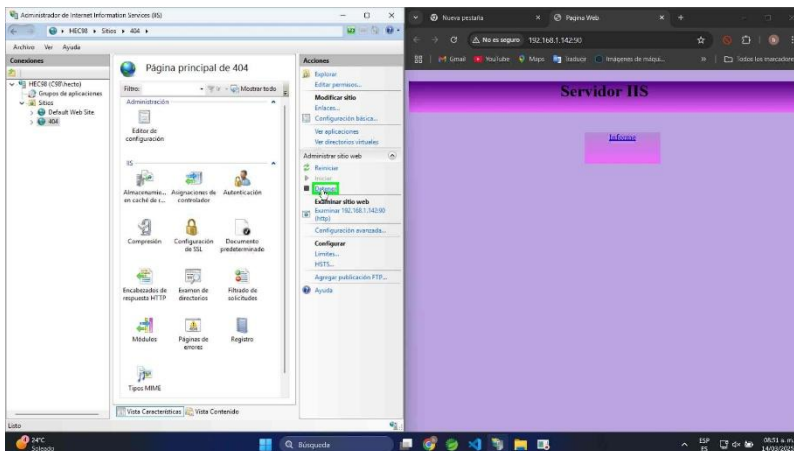 Administrador de Internet Information Services (IIS)
HEC98 ▸ Sitios ▸ 404 ▸
Archivo Ver Ayuda
Conexiones
HEC98 (C98\hecto)
Grupos de aplicaciones
Sitios
Default Web Site
404
Página principal de 404
Filtro:
Mostrar todo
Administración
Editor de
configuración
IIS
Almacenamie...
en caché de r...
Asignaciones de
controlador
Autenticación
Compresión
Configuración
de SSL
Documento
predeterminado
Encabezados de
respuesta HTTP
Examen de
directorios
Filtrado de
solicitudes
Módulos
Páginas de
errores
Registro
Tipos MIME
Vista Características
Vista Contenido
Listo
Acciones
Explorar
Editar permisos...
Modificar sitio
Enlaces...
Configuración básica...
Ver aplicaciones
Ver directorios virtuales
Administrar sitio web
Reiniciar
Iniciar
Detener
Examinar sitio web
Examinar 192.168.1.142:90
(http)
Configuración avanzada...
Configurar
Límites...
HSTS...
Agregar publicación FTP...
Ayuda
Nueva pestaña
Página Web
No es seguro
192.168.1.142:90
Gmail
YouTube
Maps
Traducir
Imágenes de máqui...
Todos los marcadores
Servidor IIS
Informe
24°C
Soleado
Búsqueda
ESP
ES
08:51 a. m.
14/03/2025